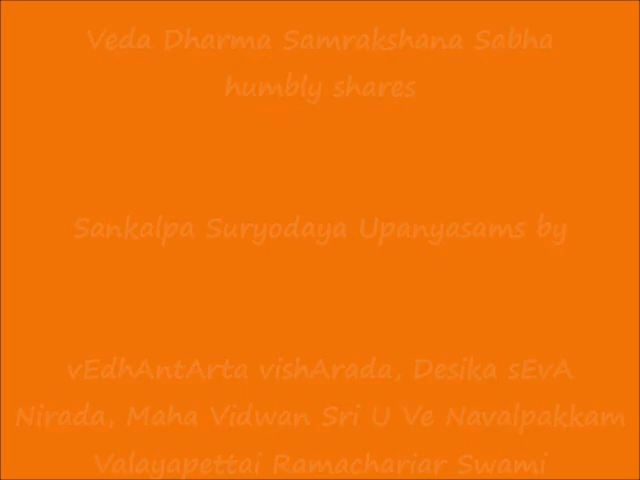 Veda Dharma Samrakshana Sabha
humbly shares
Sankalpa Suryodaya Upanyasams by
vEdhAntArta vishArada, Desika sEvA
Nirada, Maha Vidwan Sri U Ve Navalpakkam
Valayapettai Ramachariar Swami